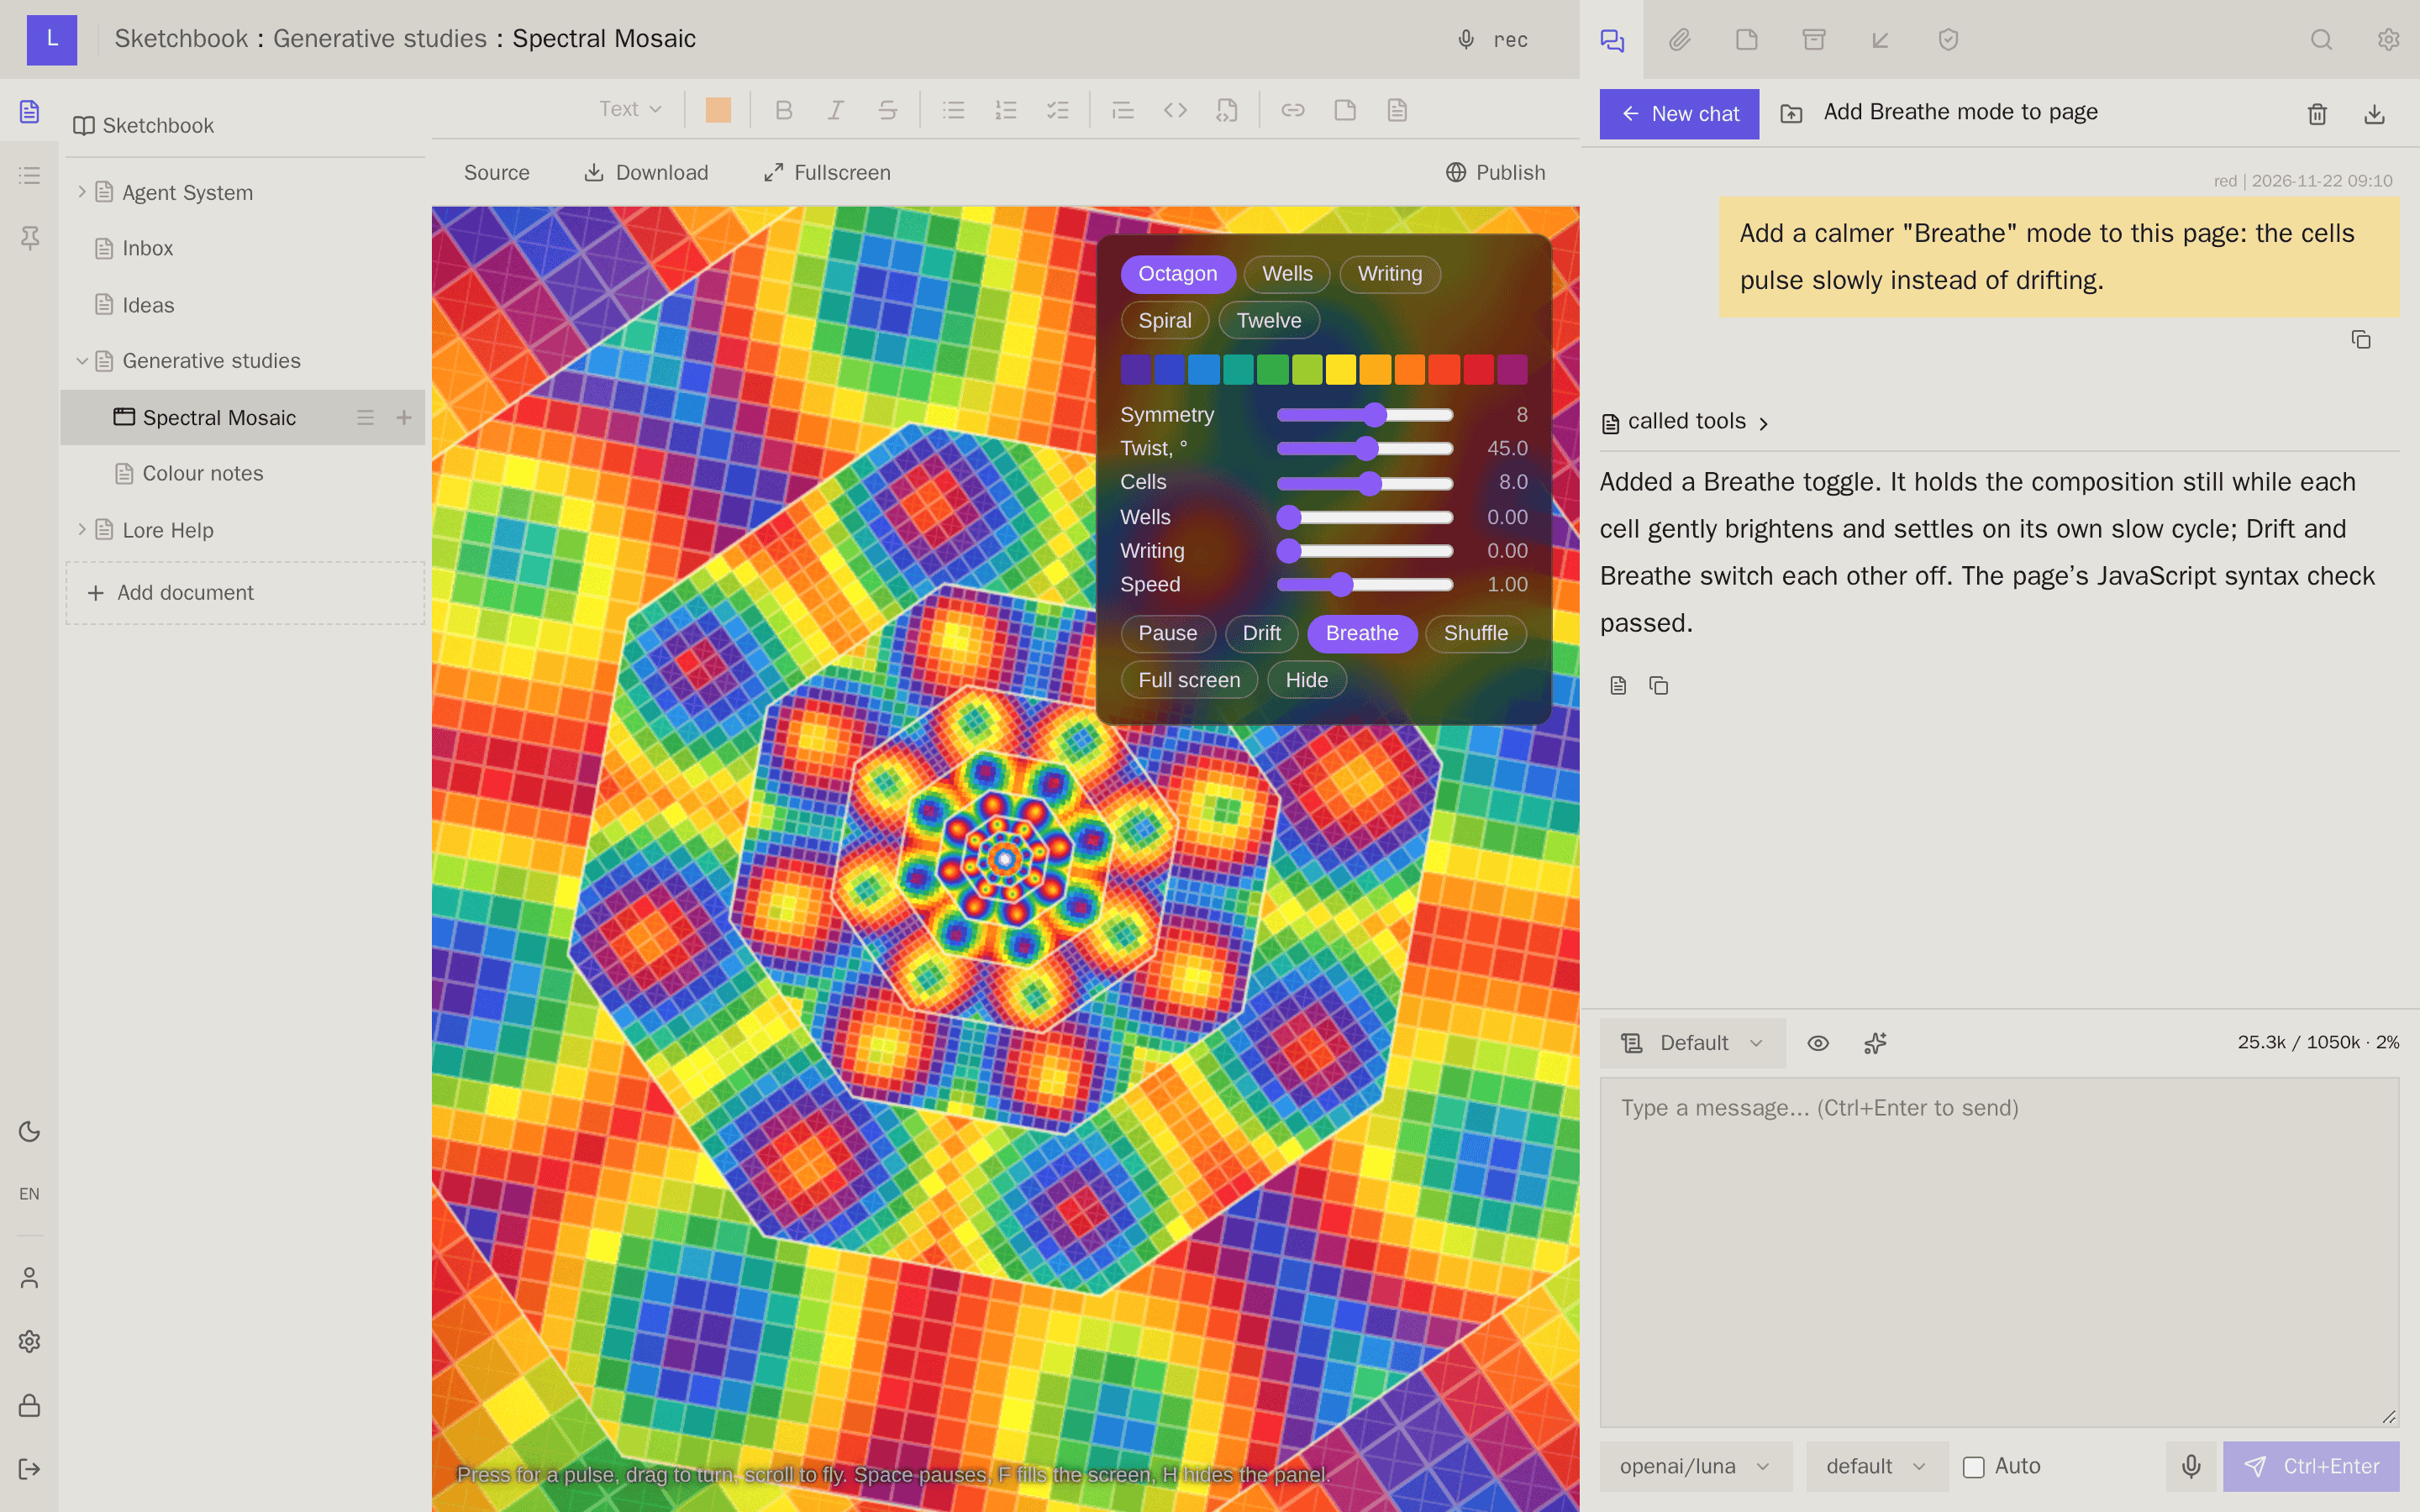 L
Sketchbook : Generative studies : Spectral Mosaic
rec
Sketchbook
Agent System
Inbox
Ideas
Generative studies
Spectral Mosaic
Colour notes
Lore Help
Add document
EN
Text
Source
Download
Fullscreen
Publish
Octagon
Wells
Writing
Spiral
Twelve
Symmetry 8
Twist, ° 45.0
Cells 8.0
Wells 0.00
Writing 0.00
Speed 1.00
Pause
Drift
Breathe
Shuffle
Full screen
Hide
Press for a pulse, drag to turn, scroll to fly. Space pauses, F fills the screen, H hides the panel.
New chat
Add Breathe mode to page
red | 2026-11-22 09:10
Add a calmer "Breathe" mode to this page: the cells
pulse slowly instead of drifting.
called tools
Added a Breathe toggle. It holds the composition still while each
cell gently brightens and settles on its own slow cycle; Drift and
Breathe switch each other off. The page’s JavaScript syntax check
passed.
Default
25.3k / 1050k · 2%
Type a message... (Ctrl+Enter to send)
openai/luna
default
Auto
Ctrl+Enter